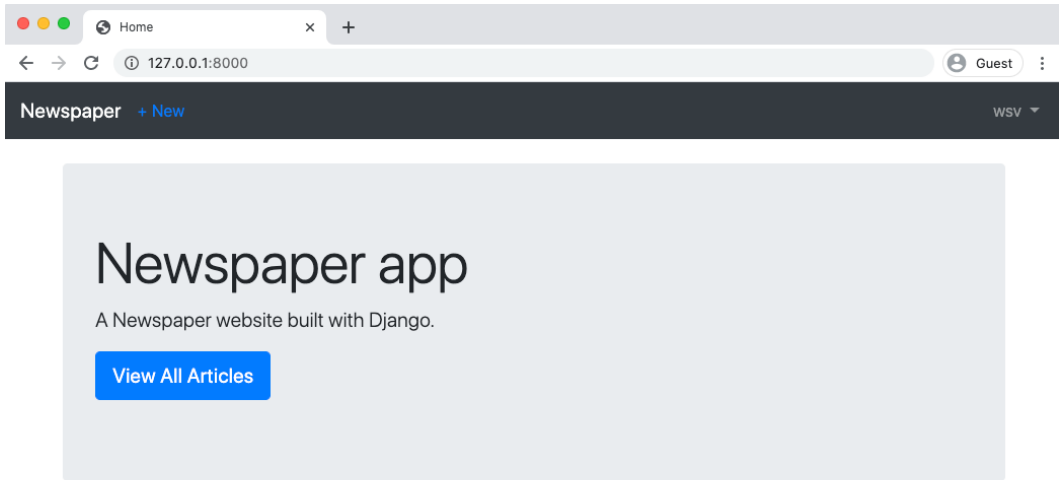 Home
127.0.0.1:8000
Guest
Newspaper + New
wsv
Newspaper app
A Newspaper website built with Django.
View All Articles